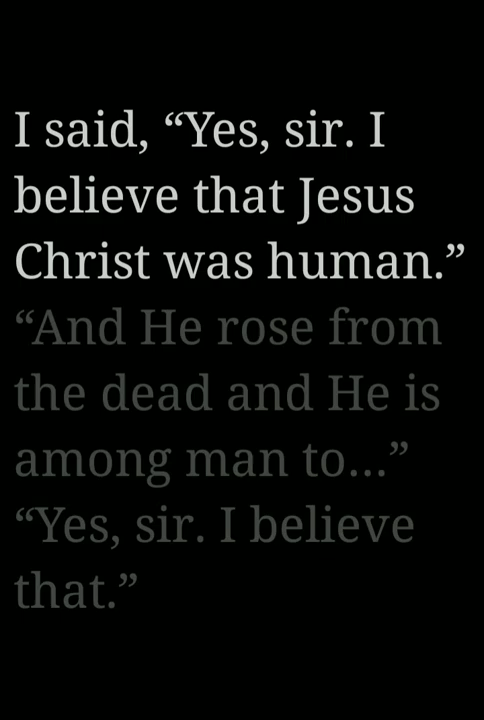 I said, “Yes, sir. I
believe that Jesus
Christ was human.”
“And He rose from
the dead and He is
among man to...”
“Yes, sir. I believe
that.”